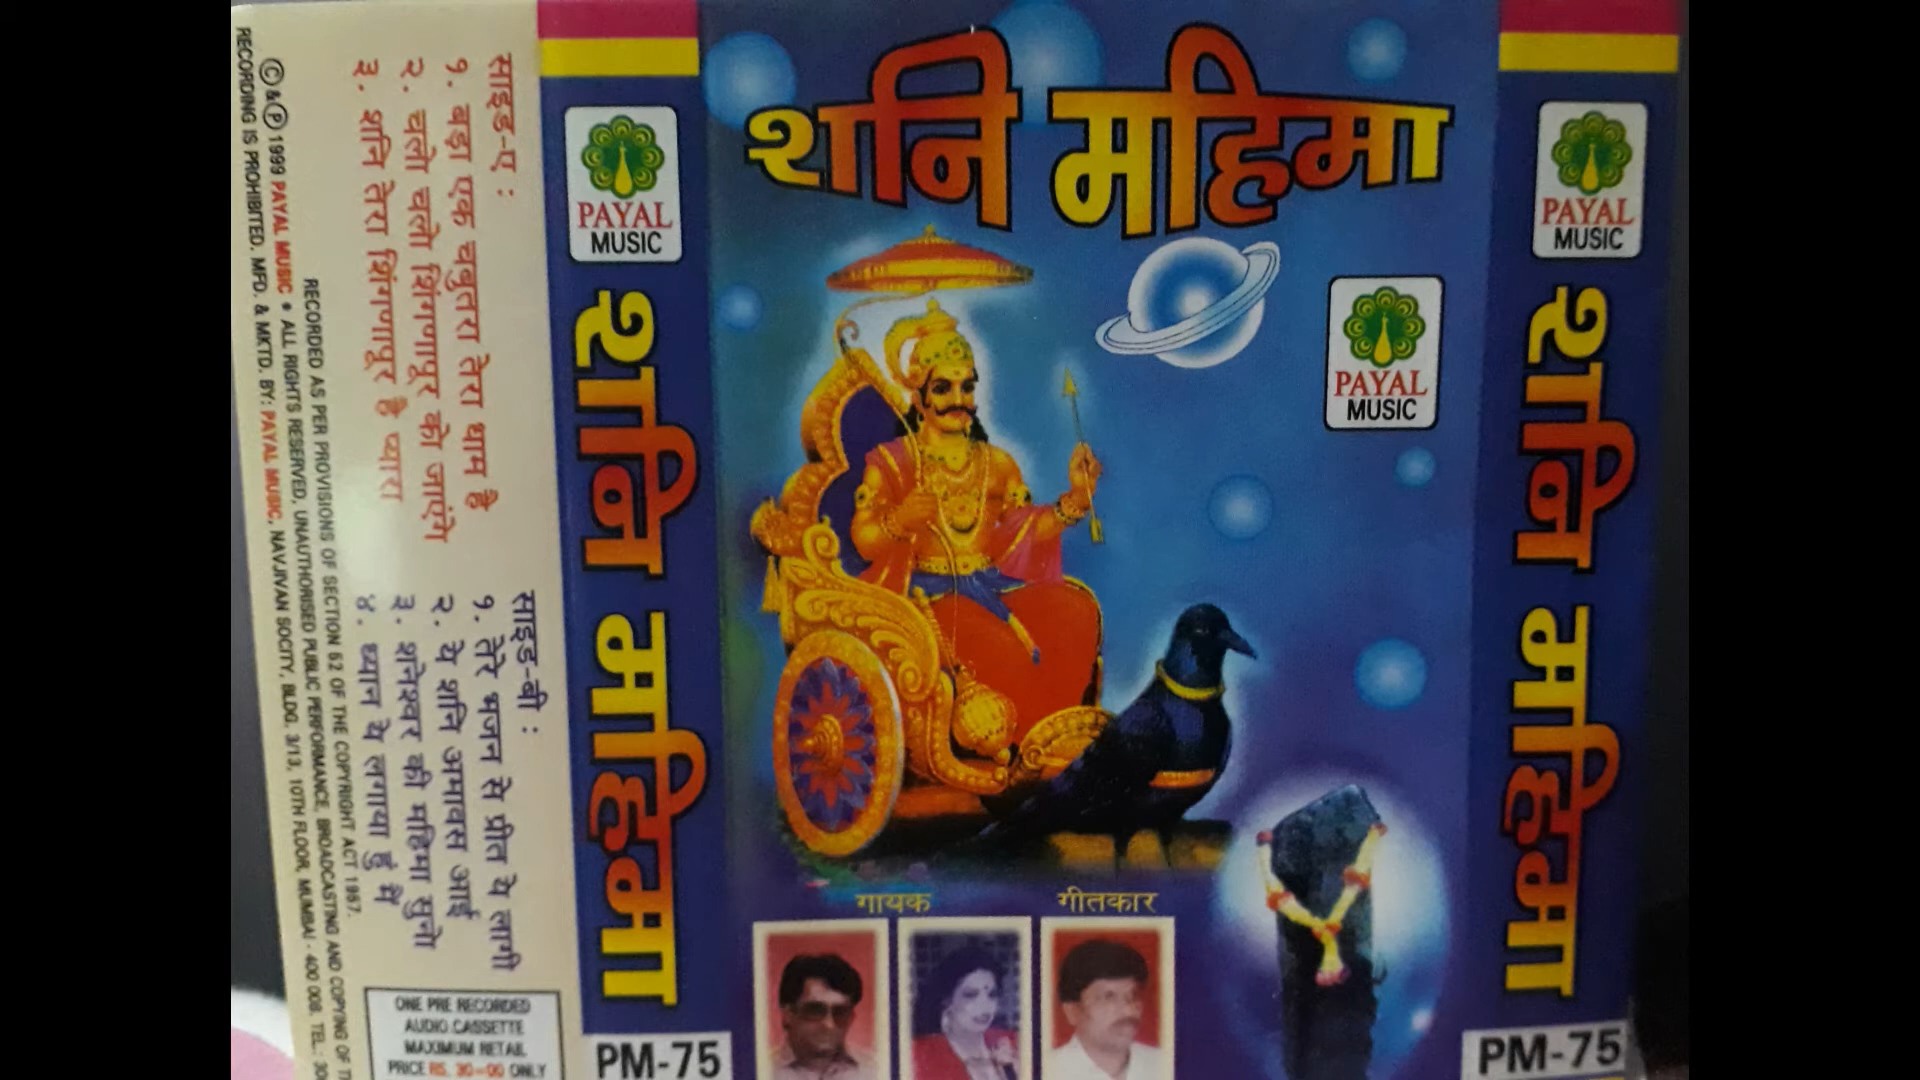 साइड-ए :
१. बड़ा एक चबुतरा तेरा धाम है
२. चलो चलो शिंगणापूर को जाएंगे
३. शनि तेरा शिंगणापूर है प्यारा
साइड-बी :
१. तेरे भजन से प्रीत ये लागी
२. ये शनि अमावस आई
३. शनेश्वर की महिमा सुनो
४. ध्यान ये लगाया हुं मै
RECORDED AS PER PROVISIONS OF SECTION 52 OF THE COPYRIGHT ACT 1957.
© & ℗ 1999 PAYAL MUSIC • ALL RIGHTS RESERVED, UNAUTHORISED PUBLIC PERFORMANCE, BROADCASTING AND COPYING OF
RECORDING IS PROHIBITED. MFD. & MKTD. BY: PAYAL MUSIC, NAVJIVAN SOCITY, BLDG. 3/13, 10TH FLOOR, MUMBAI - 400 008. TEL.: 30
ONE PRE RECORDED
AUDIO CASSETTE
MAXIMUM RETAIL
PRICE RS. 30-00 ONLY
PAYAL
MUSIC
शनि महिमा
PM-75
शनि महिमा
PAYAL
MUSIC
गायक
गीतकार
PAYAL
MUSIC
शनि महिमा
PM-75